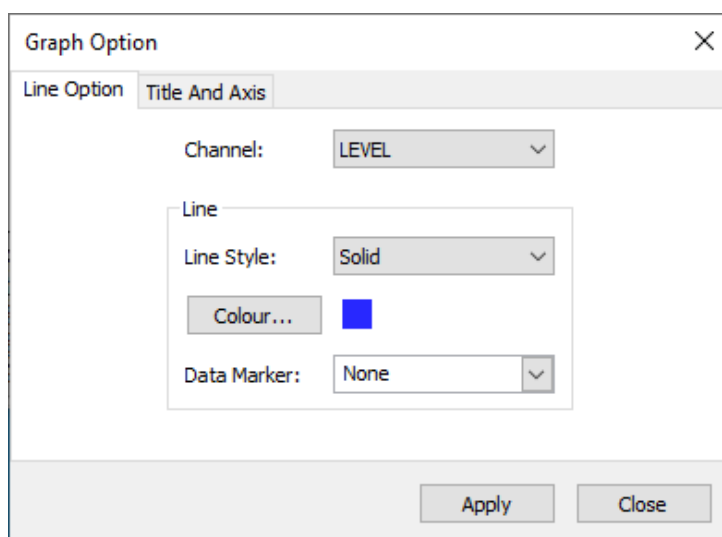 Graph Option
Line Option Title And Axis
Channel: LEVEL
Line
Line Style: Solid
Colour...
Data Marker: None
Apply Close